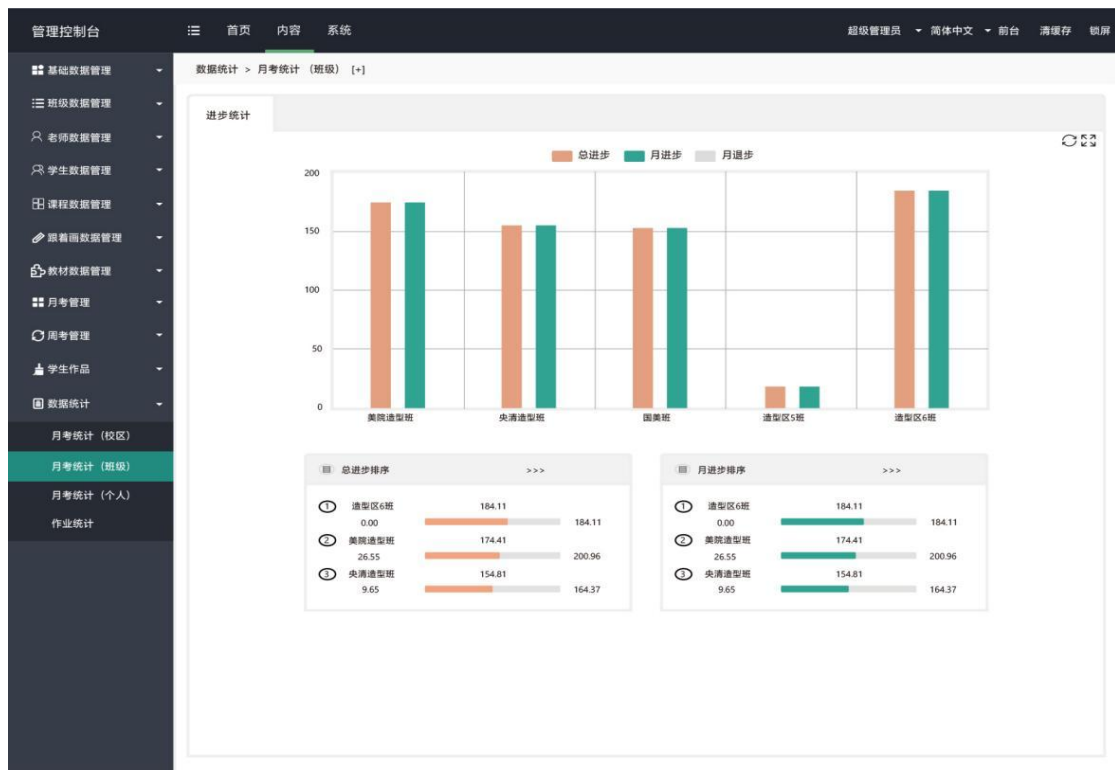 管理控制台 首页 内容 系统 超级管理员 简体中文 前台 清缓存 锁屏
基础数据管理
班级数据管理
老师数据管理
学生数据管理
课程数据管理
跟着画数据管理
教材数据管理
月考管理
周考管理
学生作品
数据统计
月考统计（校区）
月考统计（班级）
月考统计（个人）
作业统计
数据统计 > 月考统计 （班级） [+]
进步统计
总进步 月进步 月退步
200
150
100
50
0
美院造型班 央清造型班 国美班 造型区5班 造型区6班
总进步排序 >>>
1 造型区6班 184.11
0.00 184.11
2 美院造型班 174.41
26.55 200.96
3 央清造型班 154.81
9.65 164.37
月进步排序 >>>
1 造型区6班 184.11
0.00 184.11
2 美院造型班 174.41
26.55 200.96
3 央清造型班 154.81
9.65 164.37